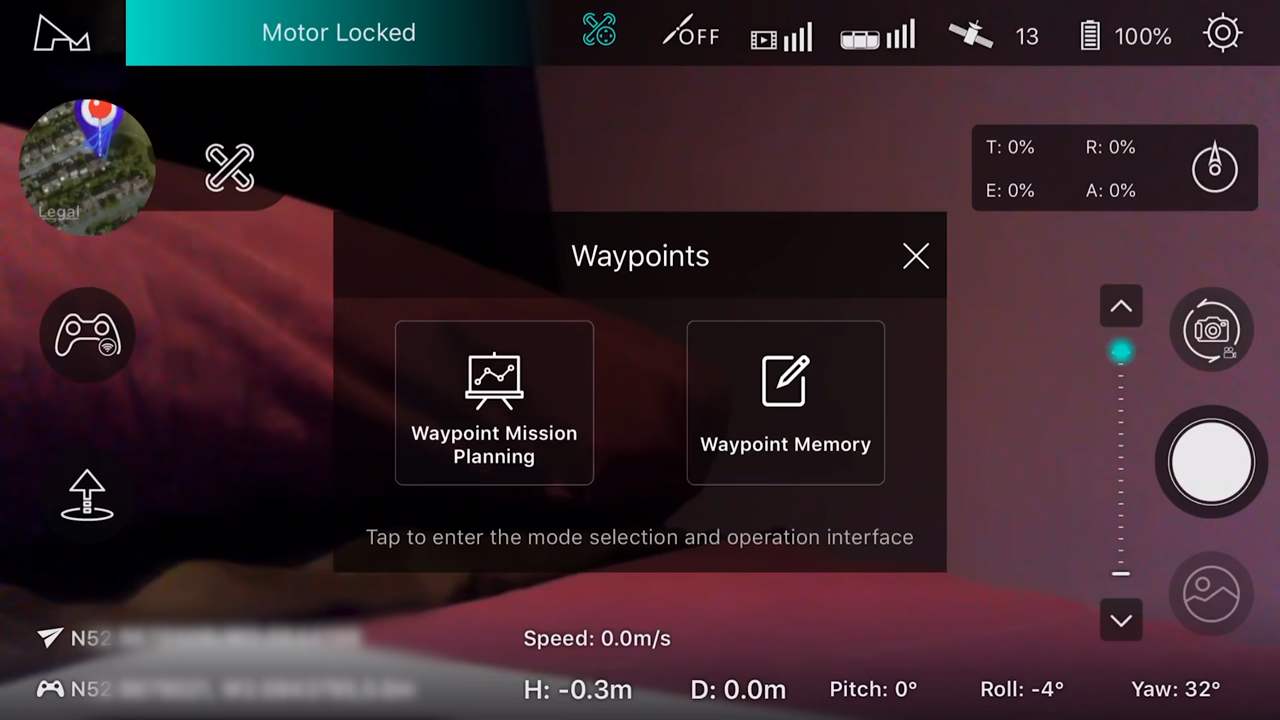 Motor Locked
OFF
13
100%
Legal
T: 0%
R: 0%
E: 0%
A: 0%
Waypoints
Waypoint Mission
Planning
Waypoint Memory
Tap to enter the mode selection and operation interface
N52
Speed: 0.0m/s
N52
H: -0.3m
D: 0.0m
Pitch: 0°
Roll: -4°
Yaw: 32°